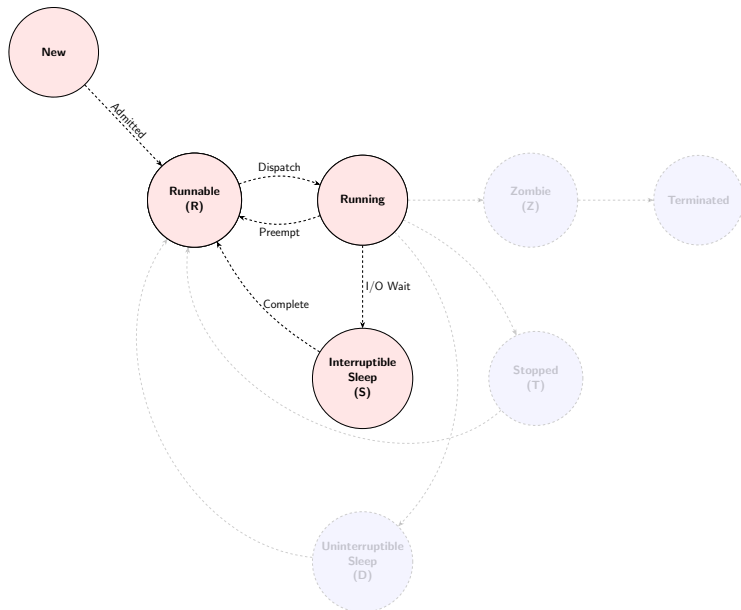 New
Admitted
Runnable
(R)
Dispatch
Preempt
Running
Zombie
(Z)
Terminated
I/O Wait
Complete
Interruptible
Sleep
(S)
Stopped
(T)
Uninterruptible
Sleep
(D)